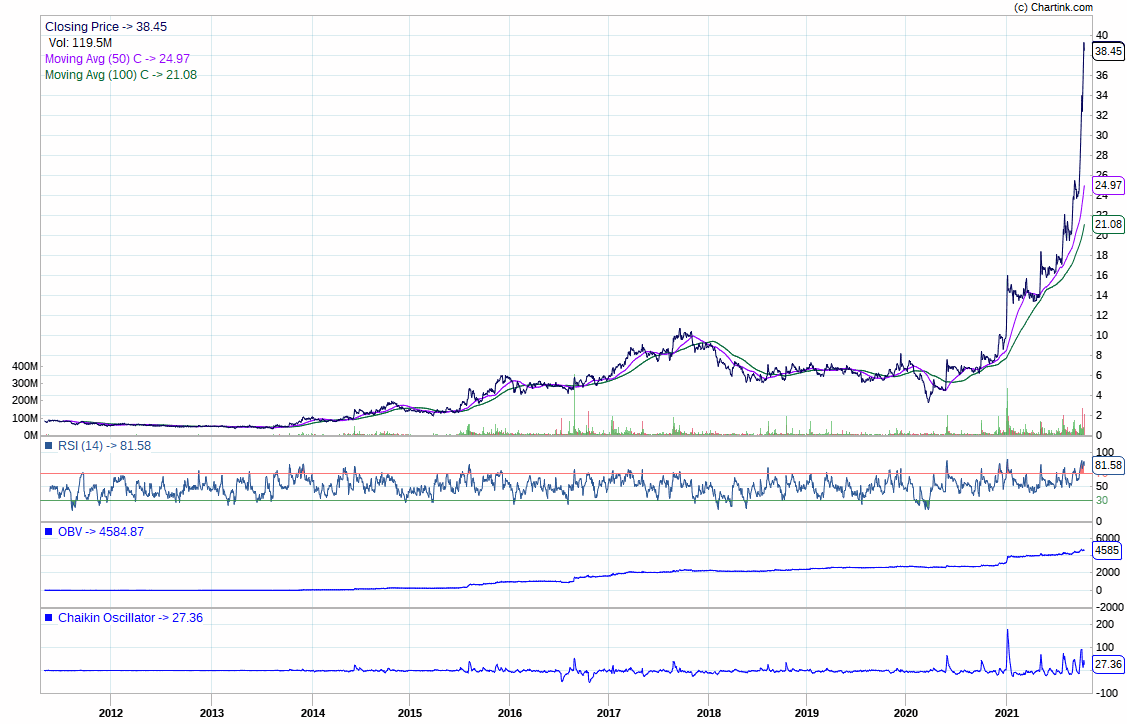 (c) Chartink.com
Closing Price -> 38.45
Vol: 119.5M
Moving Avg (50) C -> 24.97
Moving Avg (100) C -> 21.08
40
38.45
36
34
32
30
28
26
24.97
24
22
21.08
20
18
16
14
12
10
8
6
4
2
0
400M
300M
200M
100M
0M
RSI (14) -> 81.58
100
81.58
50
30
0
OBV -> 4584.87
6000
4585
2000
0
-2000
Chaikin Oscillator -> 27.36
200
100
27.36
-100
2012 2013 2014 2015 2016 2017 2018 2019 2020 2021